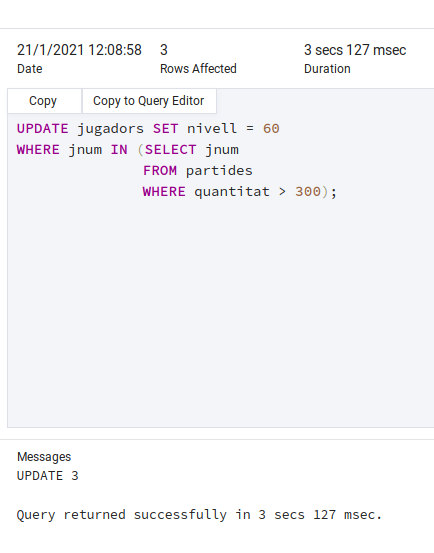 21/1/2021 12:08:58 3 3 secs 127 msec
Date Rows Affected Duration
Copy Copy to Query Editor
UPDATE jugadors SET nivell = 60
WHERE jnum IN (SELECT jnum
FROM partides
WHERE quantitat > 300);
Messages
UPDATE 3
Query returned successfully in 3 secs 127 msec.